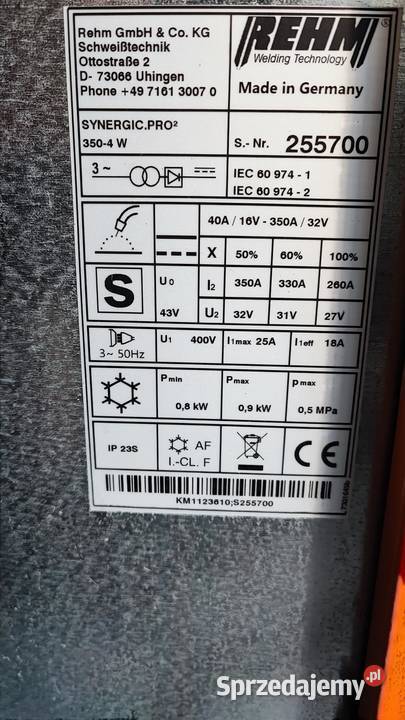 Rehm GmbH & Co. KG
Schweißtechnik
Ottostraße 2
D- 73066 Uhingen
Phone +49 7161 3007 0
REHM®
Welding Technology
Made in Germany
SYNERGIC.PRO²
350-4 W
S.- Nr. 255700
3 ~
IEC 60 974 - 1
IEC 60 974 - 2
40A / 16V - 350A / 32V
X 50% 60% 100%
S
U0 43V
I2 350A 330A 260A
U2 32V 31V 27V
3~ 50Hz
U1 400V
I1max 25A
I1eff 18A
Pmin 0,8 kW
Pmax 0,9 kW
pmax 0,5 MPa
IP 23S
AF
I.-CL. F
CE
KM1123610;S255700
Sprzedajemy.pl